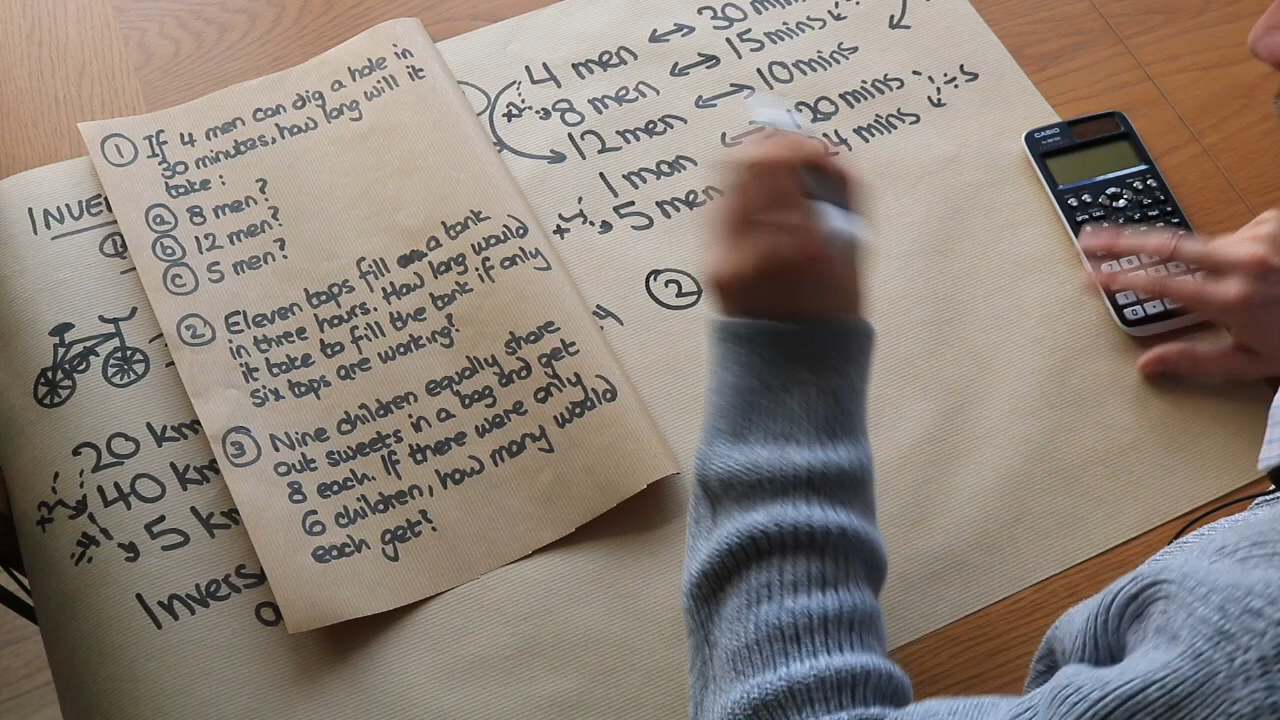 ① If 4 men can dig a hole in
30 minutes, how long will it
take:
ⓐ 8 men?
ⓑ 12 men?
ⓒ 5 men?
② Eleven taps fill a tank
in three hours. How long would
it take to fill the tank if only
six taps are working?
③ Nine children equally share
out sweets in a bag and get
8 each. If there were only
6 children, how many would
each get?
4 men ↔ 30 mins
8 men ↔ 15 mins
12 men ↔ 10 mins
1 man 20 mins ÷5
5 men 24 mins
②
①
20 km
40 km
5 km
CASIO